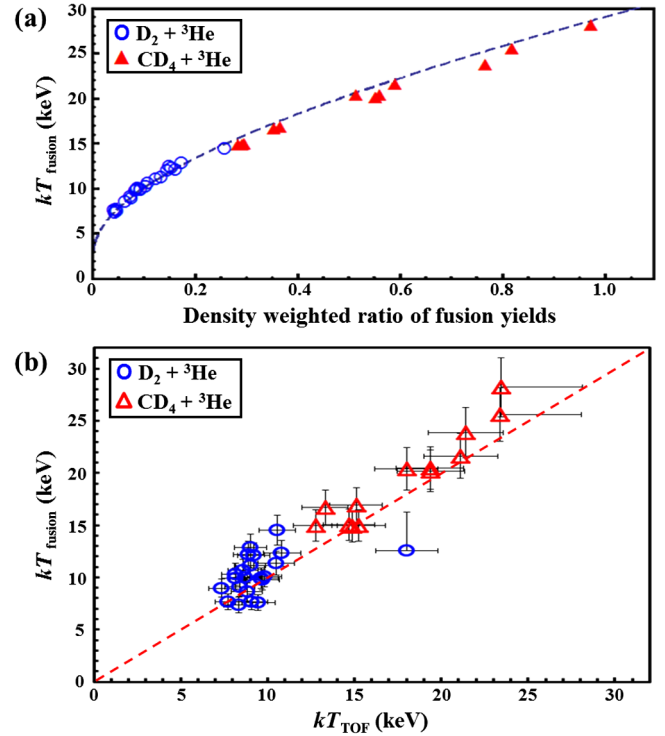 (a)
30
25
20
15
10
5
0
kT fusion (keV)
D2 + 3He
CD4 + 3He
0 0.2 0.4 0.6 0.8 1.0
Density weighted ratio of fusion yields
(b)
30
25
20
15
10
5
0
kT fusion (keV)
D2 + 3He
CD4 + 3He
0 5 10 15 20 25 30
kT TOF (keV)